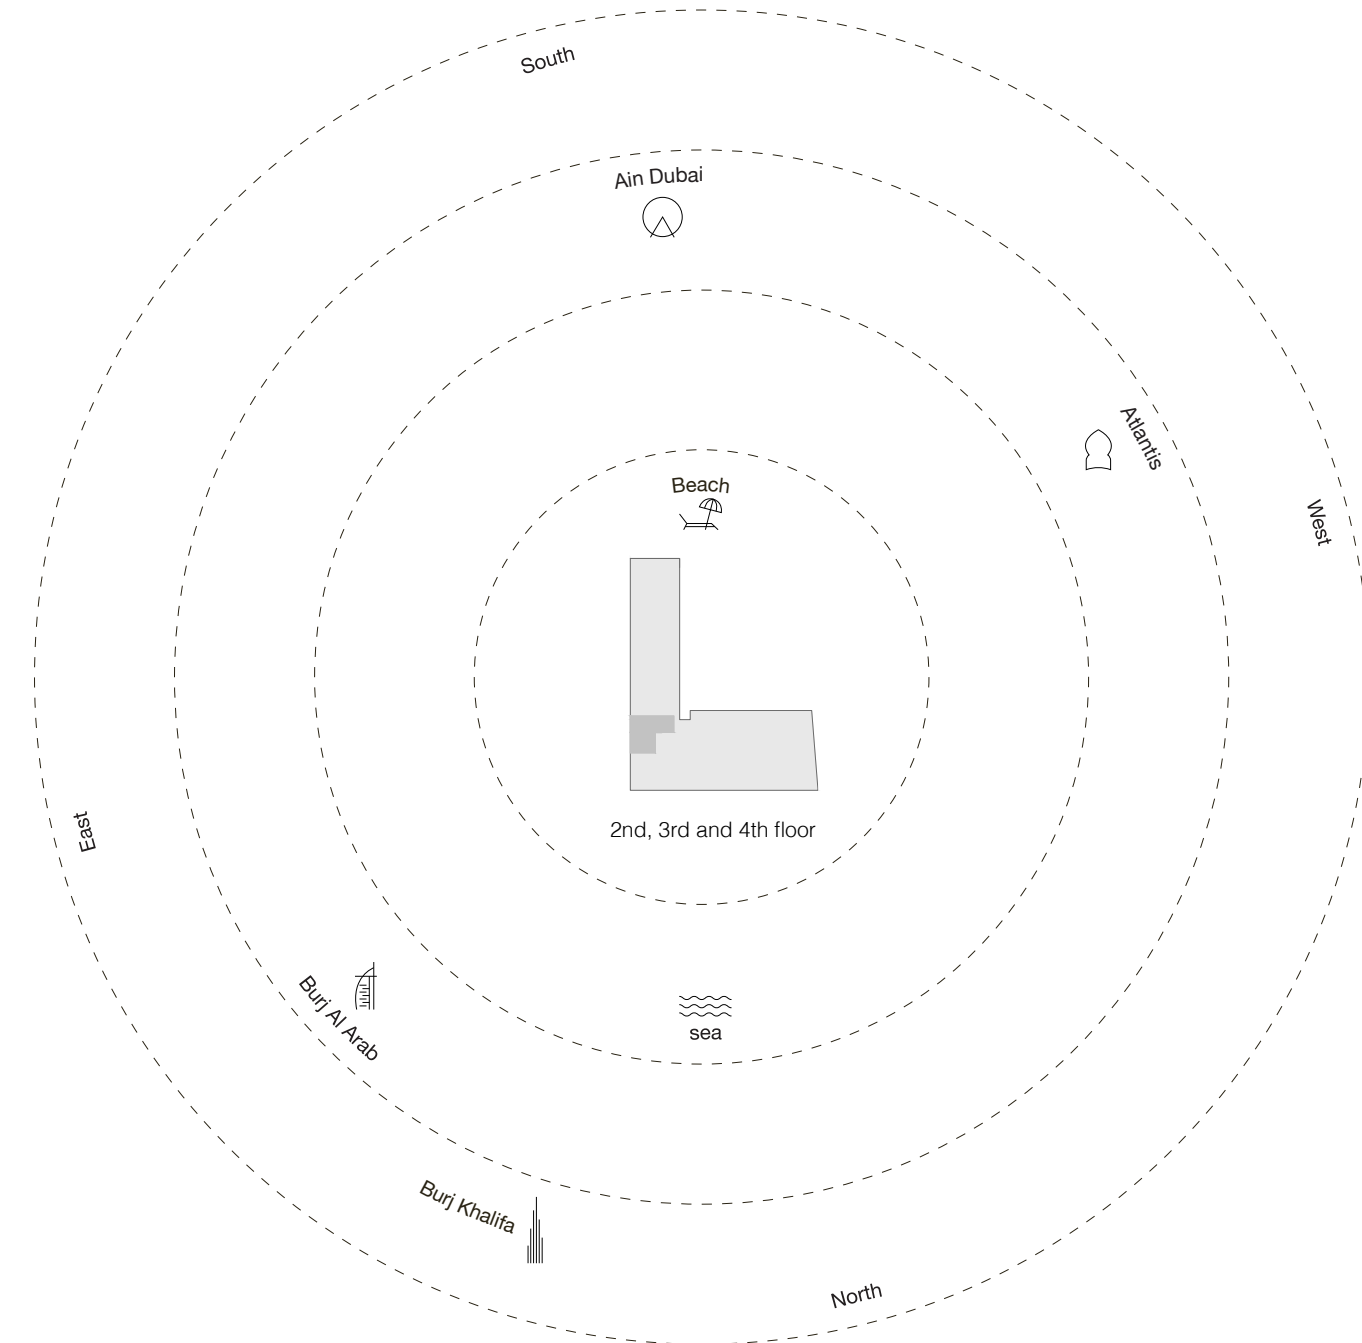 South
Ain Dubai
Atlantis
Beach
West
2nd, 3rd and 4th floor
East
Burj Al Arab
sea
Burj Khalifa
North